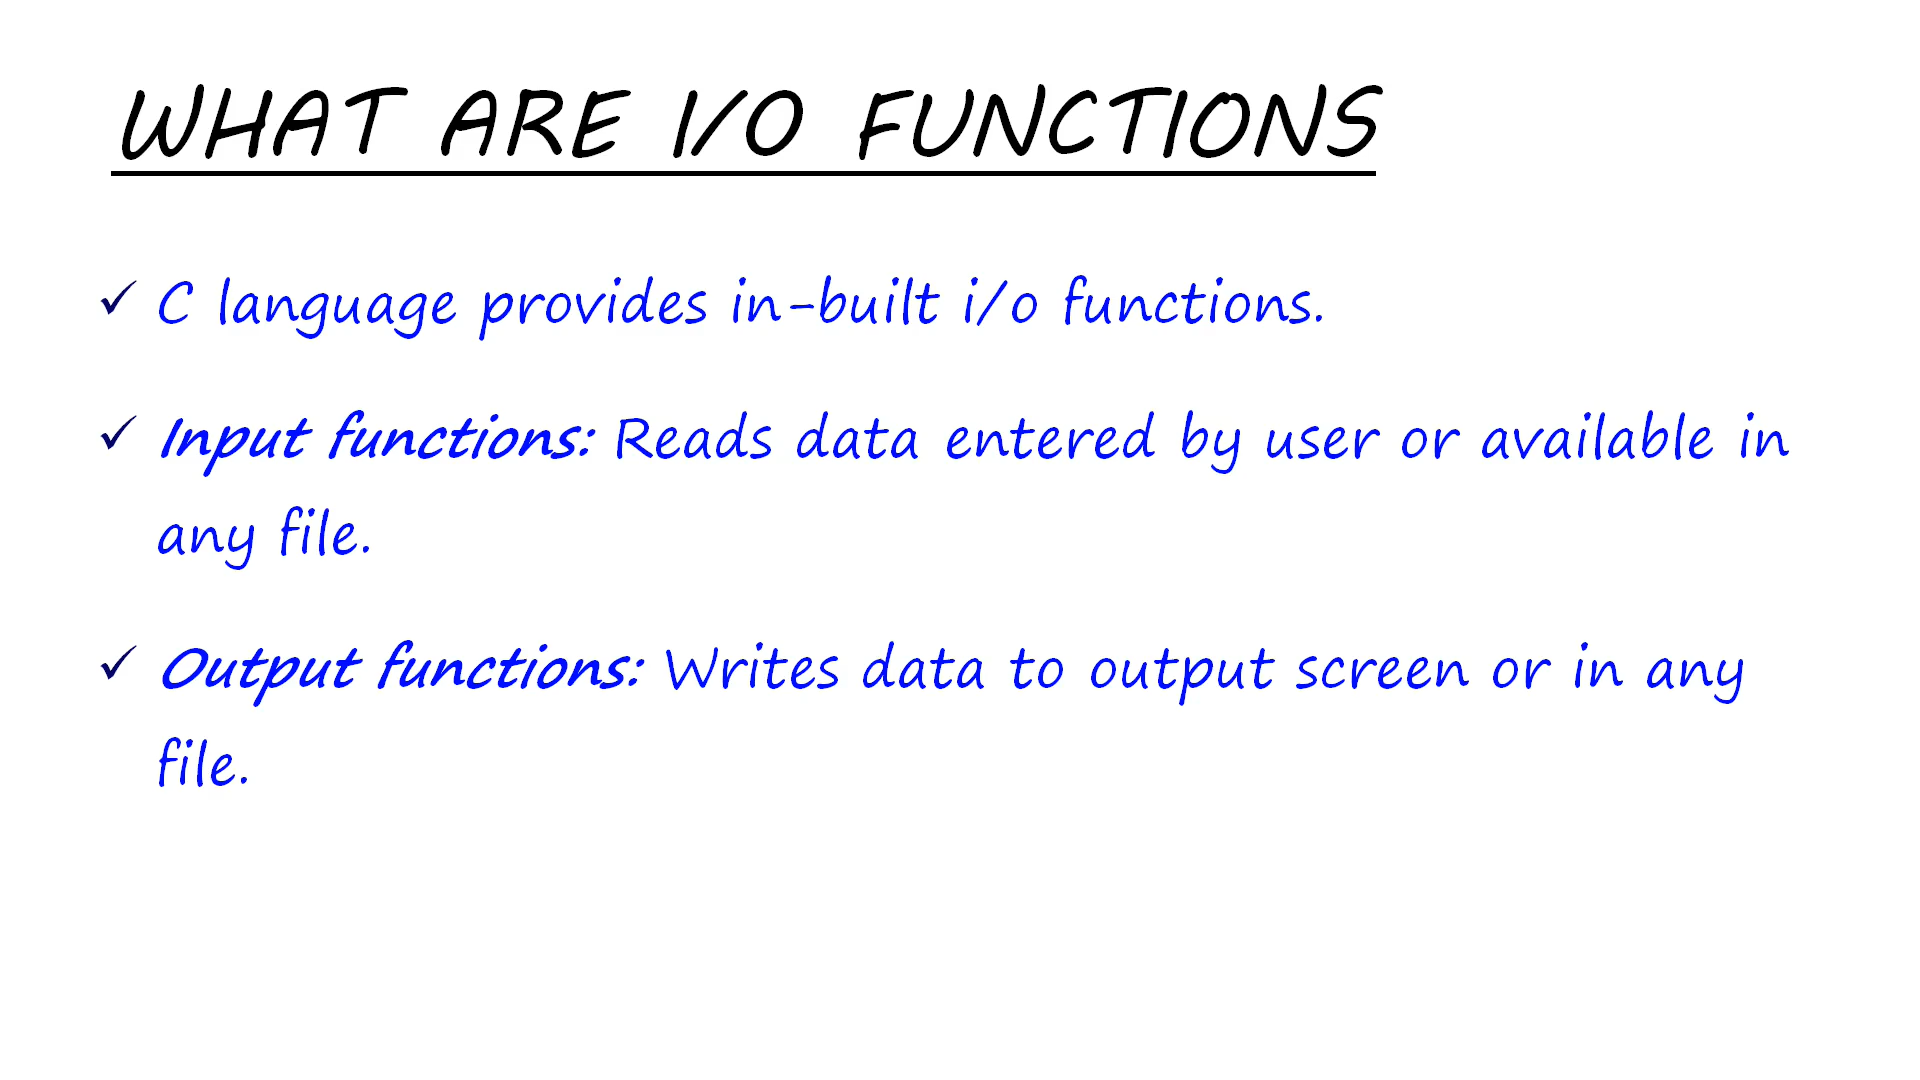 WHAT ARE I/O FUNCTIONS
✓ C language provides in-built i/o functions.
✓ Input functions: Reads data entered by user or available in
any file.
✓ Output functions: Writes data to output screen or in any
file.